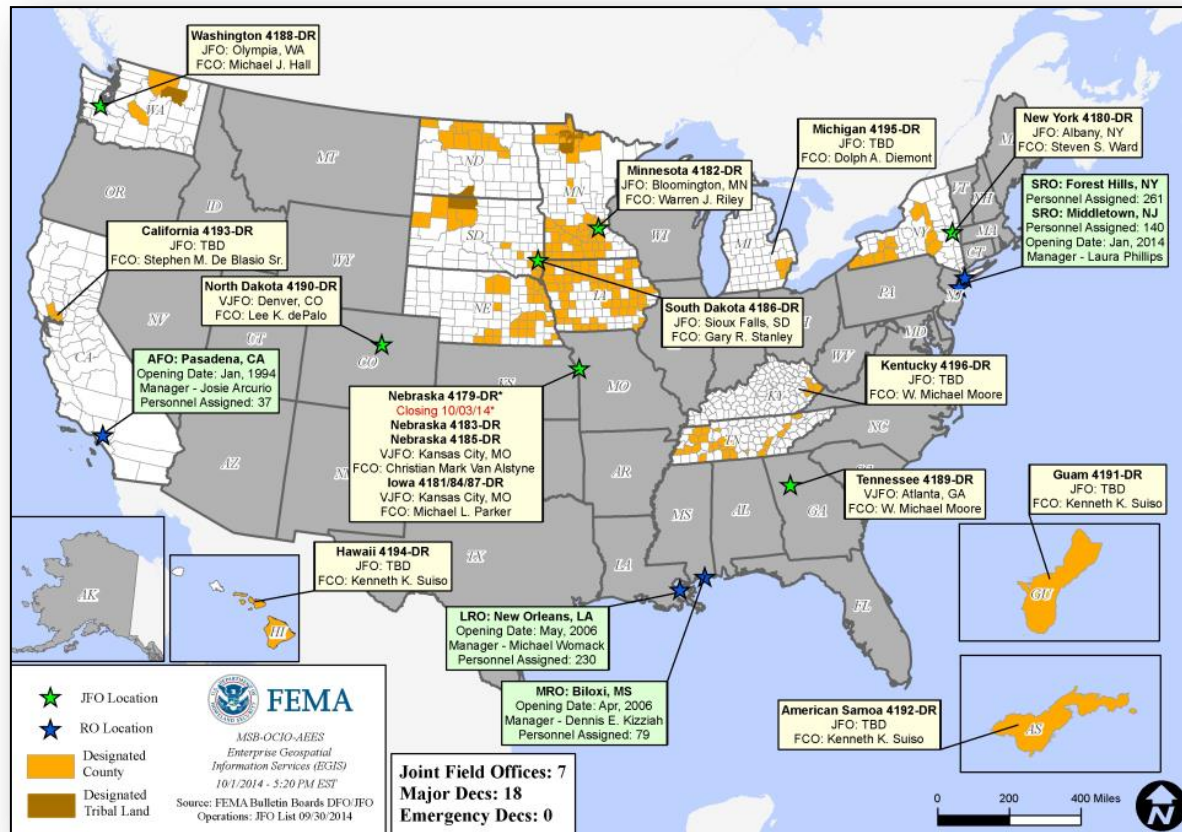 Washington 4188-DR
JFO: Olympia, WA
FCO: Michael J. Hall
New York 4180-DR
JFO: Albany, NY
FCO: Steven S. Ward
Michigan 4195-DR
JFO: TBD
FCO: Dolph A. Diemont
Minnesota 4182-DR
JFO: Bloomington, MN
FCO: Warren J. Riley
SRO: Forest Hills, NY
Personnel Assigned: 261
SRO: Middletown, NJ
Personnel Assigned: 140
Opening Date: Jan, 2014
Manager - Laura Phillips
California 4193-DR
JFO: TBD
FCO: Stephen M. De Blasio Sr.
North Dakota 4190-DR
VJFO: Denver, CO
FCO: Lee K. dePalo
South Dakota 4186-DR
JFO: Sioux Falls, SD
FCO: Gary R. Stanley
AFO: Pasadena, CA
Opening Date: Jan, 1994
Manager - Josie Arcurio
Personnel Assigned: 37
Kentucky 4196-DR
JFO: TBD
FCO: W. Michael Moore
Nebraska 4179-DR*
Closing 10/03/14*
Nebraska 4183-DR
Nebraska 4185-DR
VJFO: Kansas City, MO
FCO: Christian Mark Van Alstyne
Iowa 4181/84/87-DR
VJFO: Kansas City, MO
FCO: Michael L. Parker
Tennessee 4189-DR
VJFO: Atlanta, GA
FCO: W. Michael Moore
Guam 4191-DR
JFO: TBD
FCO: Kenneth K. Suiso
Hawaii 4194-DR
JFO: TBD
FCO: Kenneth K. Suiso
LRO: New Orleans, LA
Opening Date: May, 2006
Manager - Michael Womack
Personnel Assigned: 230
MRO: Biloxi, MS
Opening Date: Apr, 2006
Manager - Dennis E. Kizziah
Personnel Assigned: 79
American Samoa 4192-DR
JFO: TBD
FCO: Kenneth K. Suiso
WA
OR
ID
MT
WY
NV
UT
CA
AZ
CO
ND
SD
NE
MN
IA
WI
MI
MO
AR
LA
TX
MS
AL
GA
FL
TN
KY
WV
NC
PA
NY
NJ
VT
NH
MA
CT
MD
AK
HI
GU
AS
JFO Location
RO Location
Designated
County
Designated
Tribal Land
FEMA
MSB-OCIO-AEES
Enterprise Geospatial
Information Services (EGIS)
10/1/2014 - 5:20 PM EST
Source: FEMA Bulletin Boards DFO/JFO
Operations: JFO List 09/30/2014
Joint Field Offices: 7
Major Decs: 18
Emergency Decs: 0
0 200 400 Miles
N